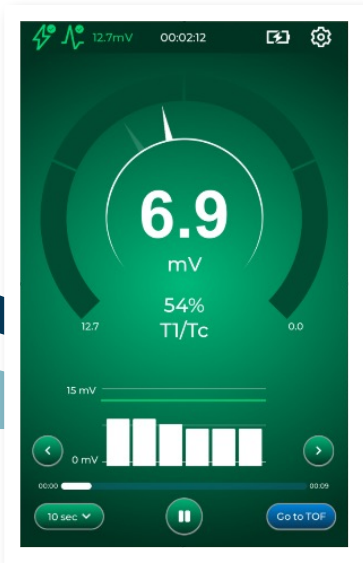 12.7mV 00:02:12
6.9
mV
54%
T1/Tc
12.7 0.0
15 mV
0 mV
00:00 00:09
10 sec Go to TOF